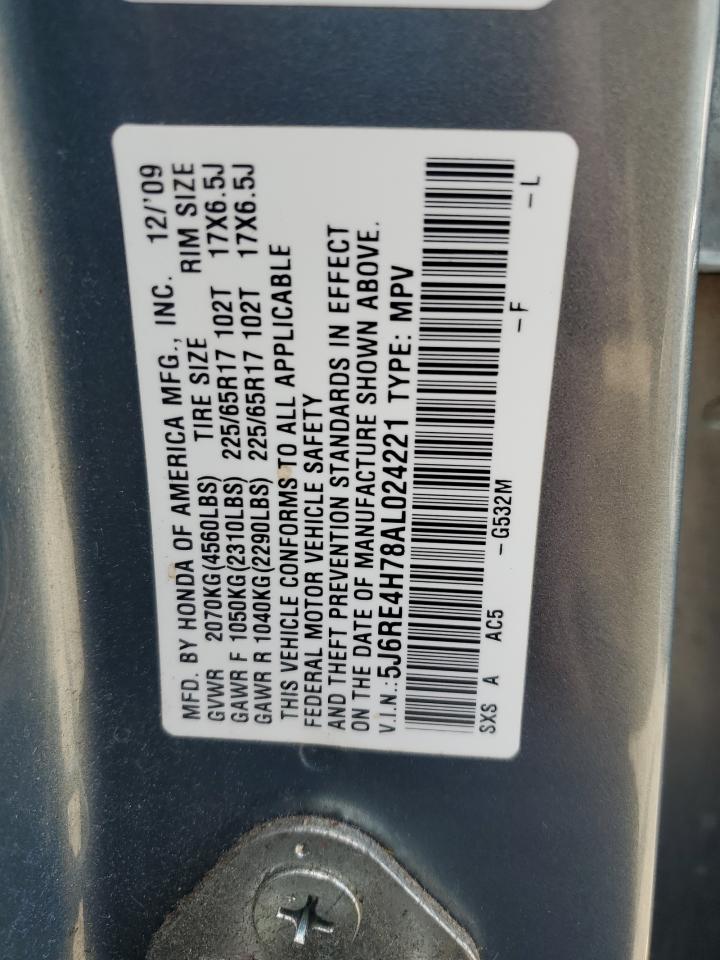 MFD. BY HONDA OF AMERICA MFG., INC. 12/'09
GVWR 2070KG(4560LBS) TIRE SIZE RIM SIZE
GAWR F 1050KG(2310LBS) 225/65R17 102T 17X6.5J
GAWR R 1040KG(2290LBS) 225/65R17 102T 17X6.5J
THIS VEHICLE CONFORMS TO ALL APPLICABLE
FEDERAL MOTOR VEHICLE SAFETY
AND THEFT PREVENTION STANDARDS IN EFFECT
ON THE DATE OF MANUFACTURE SHOWN ABOVE.
V.I.N.:5J6RE4H78AL024221 TYPE: MPV
SXS A AC5 -G532M -F -L